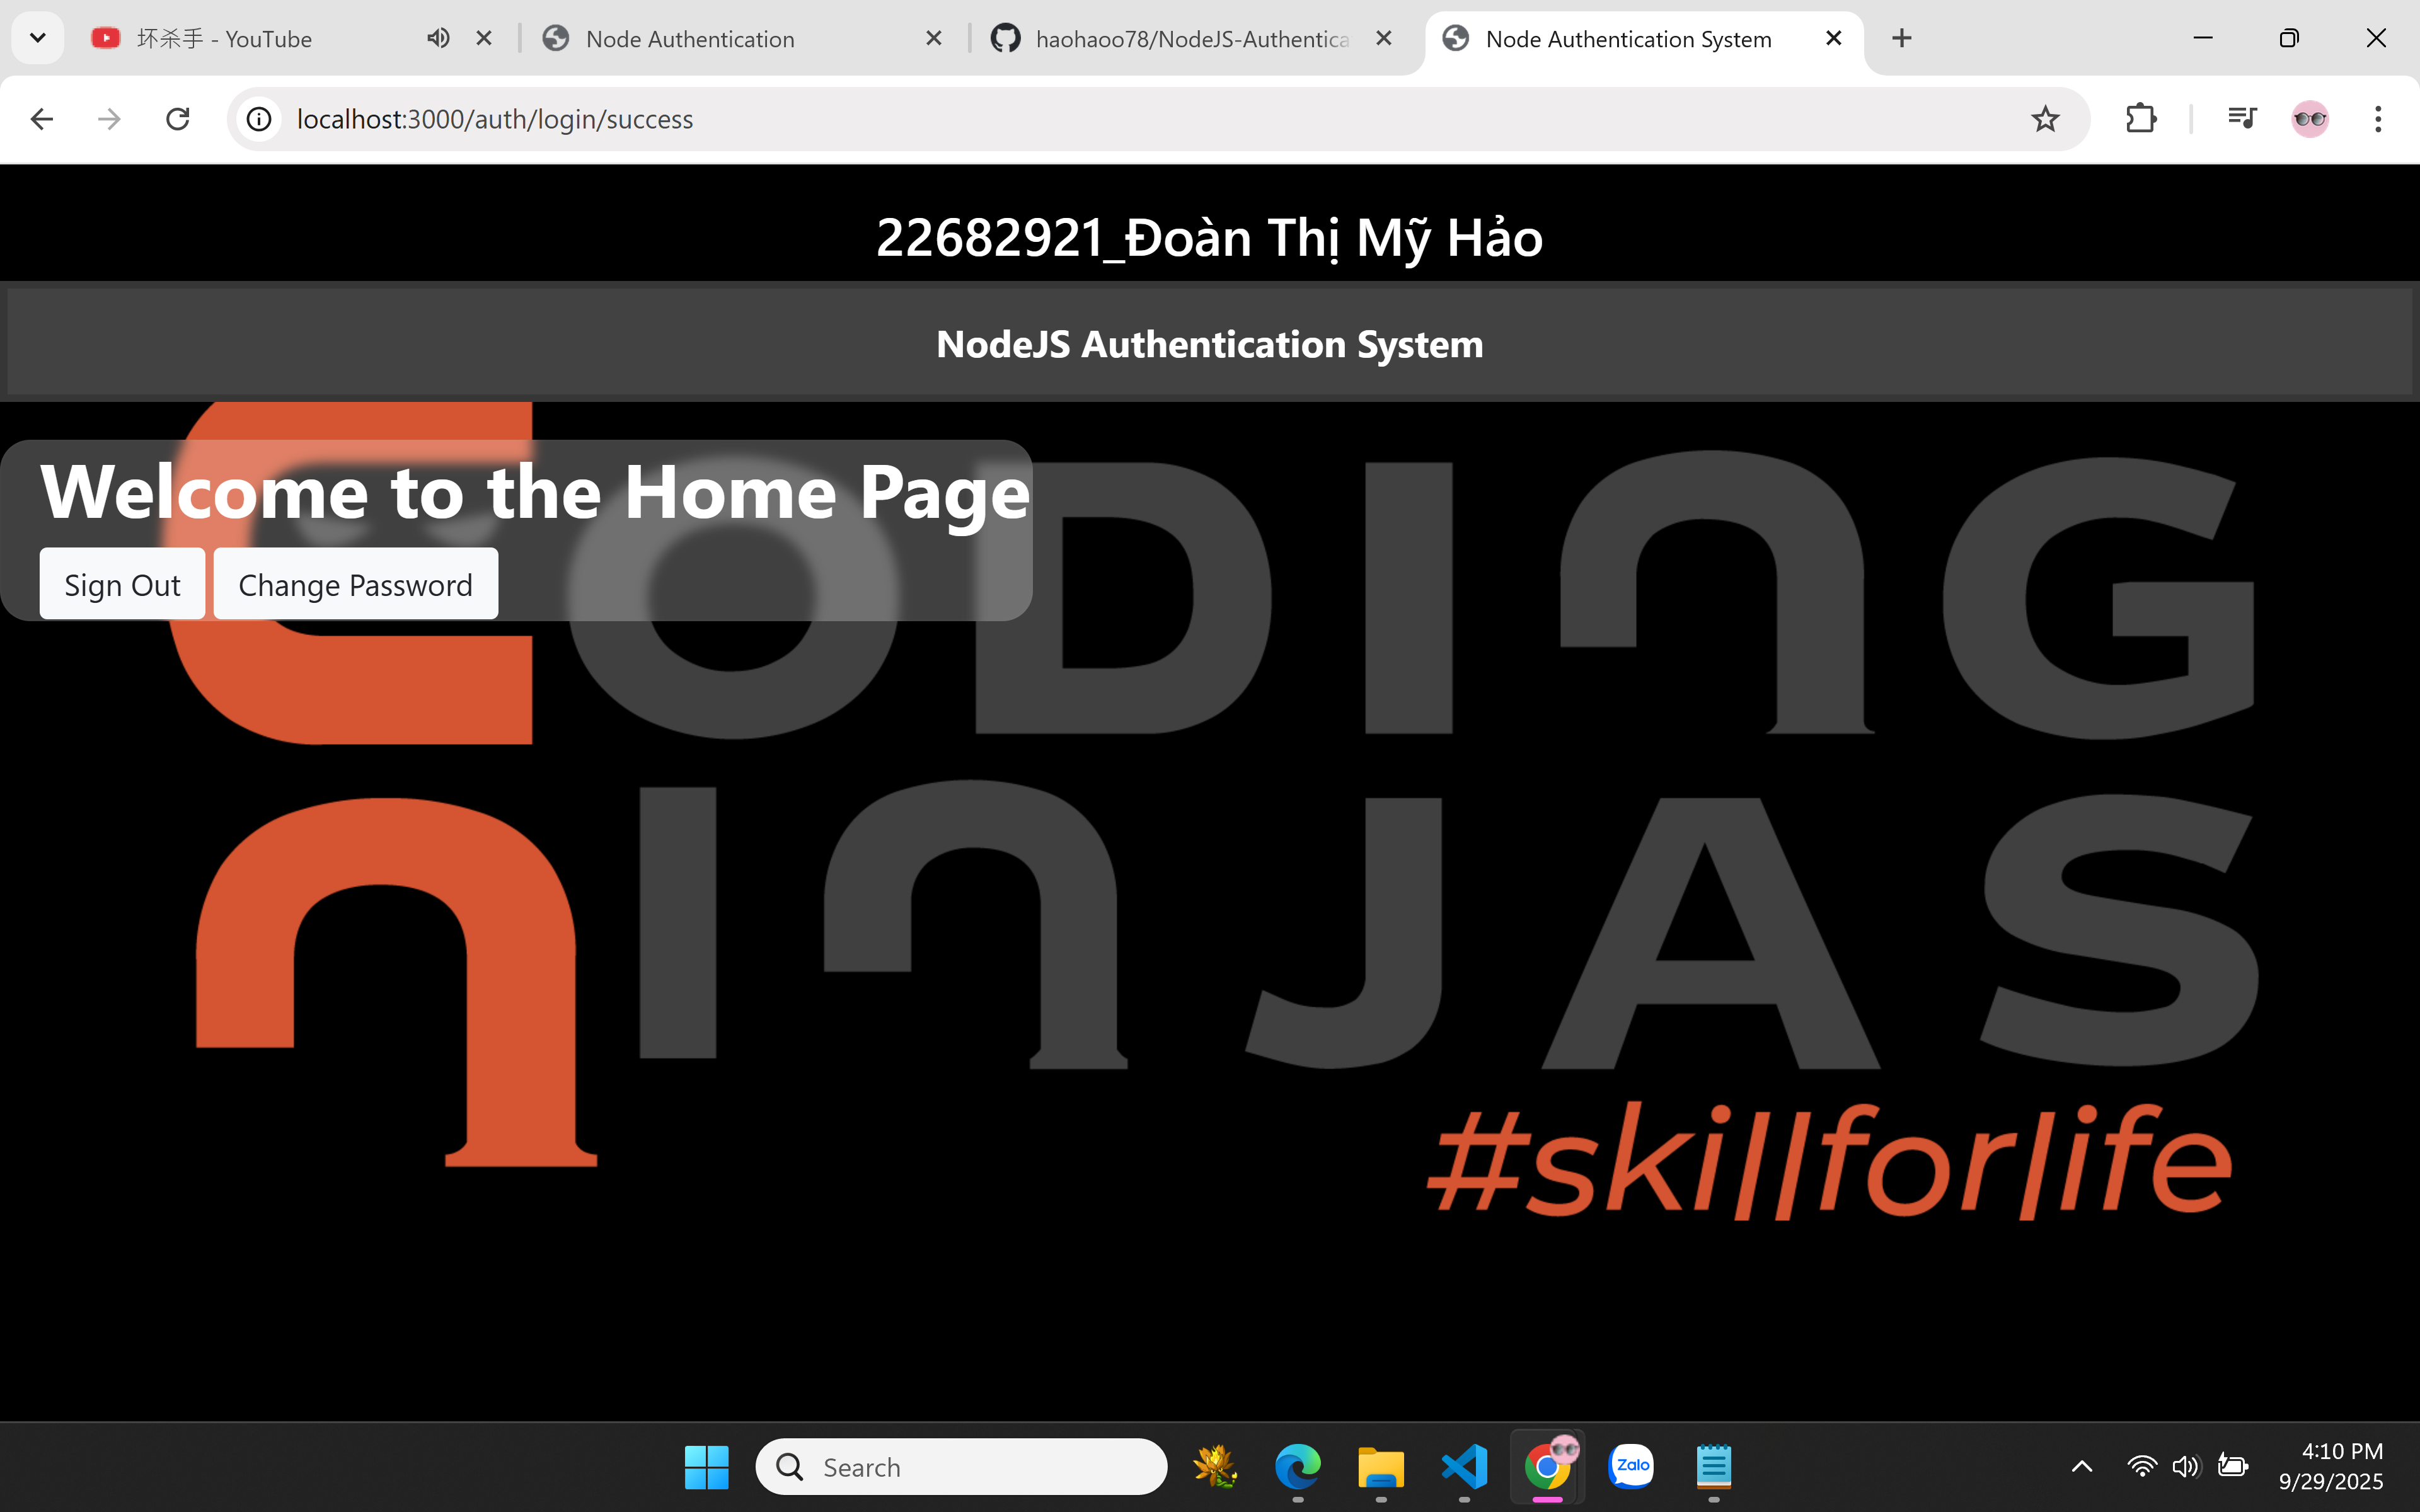 坏杀手 - YouTube
Node Authentication
haohaoo78/NodeJS-Authentica
Node Authentication System
localhost:3000/auth/login/success
22682921_Đoàn Thị Mỹ Hảo
NodeJS Authentication System
Welcome to the Home Page
Sign Out
Change Password
CODING
NINJAS
#skillforlife
Search
Zalo
4:10 PM
9/29/2025